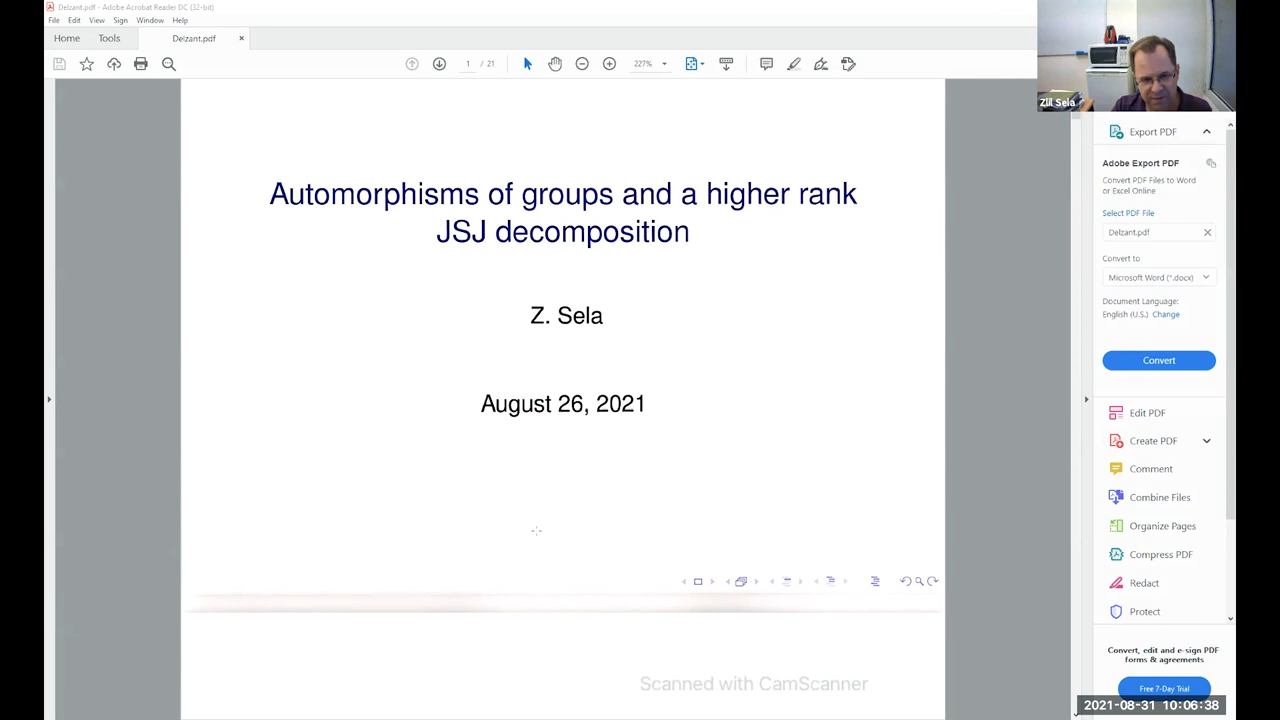 Delzant.pdf - Adobe Acrobat Reader DC (32-bit)
File Edit View Sign Window Help
Home Tools Delzant.pdf ×
1 / 21 227%
Zlil Sela
Automorphisms of groups and a higher rank
JSJ decomposition
Z. Sela
August 26, 2021
Scanned with CamScanner
Export PDF
Adobe Export PDF
Convert PDF Files to Word
or Excel Online
Select PDF File
Delzant.pdf
Convert to
Microsoft Word (*.docx)
Document Language:
English (U.S.) Change
Convert
Edit PDF
Create PDF
Comment
Combine Files
Organize Pages
Compress PDF
Redact
Protect
Convert, edit and e-sign PDF
forms & agreements
Free 7-Day Trial
2021-08-31 10:06:38